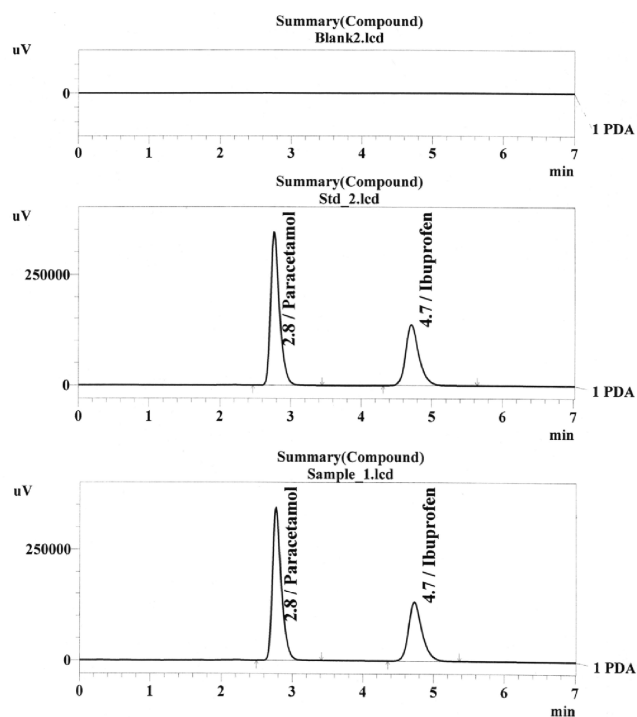 Summary(Compound)
Blank2.lcd
uV
0
1 PDA
0 1 2 3 4 5 6 7
min
Summary(Compound)
Std_2.lcd
uV
250000
2.8 / Paracetamol
4.7 / Ibuprofen
0
1 PDA
0 1 2 3 4 5 6 7
min
Summary(Compound)
Sample_1.lcd
uV
250000
2.8 / Paracetamol
4.7 / Ibuprofen
0
1 PDA
0 1 2 3 4 5 6 7
min